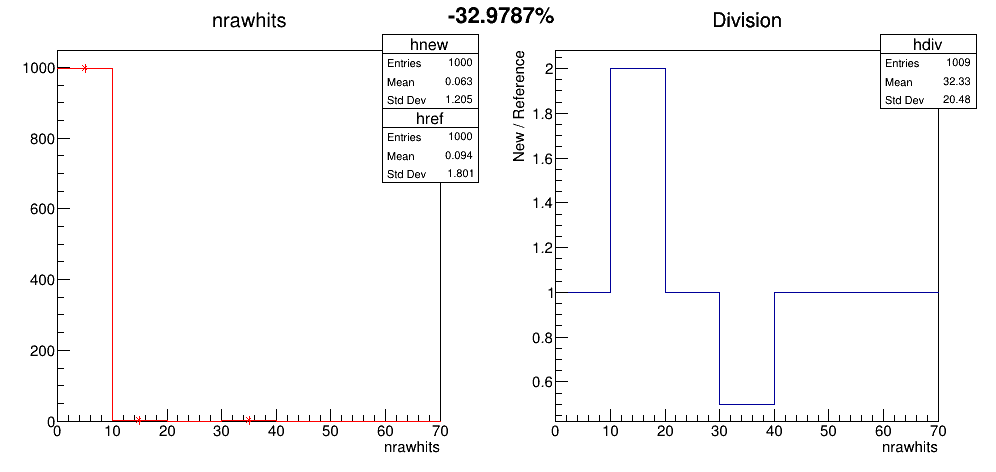 -32.9787%
nrawhits
hnew
Entries 1000
Mean 0.063
Std Dev 1.205
href
Entries 1000
Mean 0.094
Std Dev 1.801
1000
800
600
400
200
0
0 10 20 30 40 50 60 70
nrawhits
Division
hdiv
Entries 1009
Mean 32.33
Std Dev 20.48
New / Reference
2
1.8
1.6
1.4
1.2
1
0.8
0.6
0 10 20 30 40 50 60 70
nrawhits